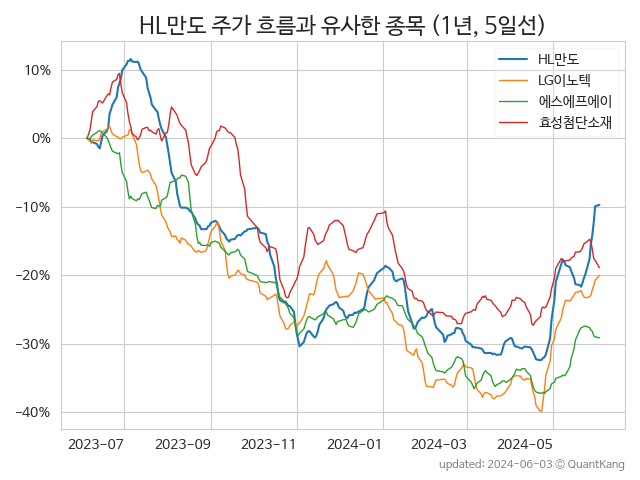 HL만도 주가 흐름과 유사한 종목 (1년, 5일선)
HL만도
LG이노텍
에스에프에이
효성첨단소재
10%
0%
−10%
−20%
−30%
−40%
2023−07
2023−09
2023−11
2024−01
2024−03
2024−05
updated: 2024-06-03 © QuantKang